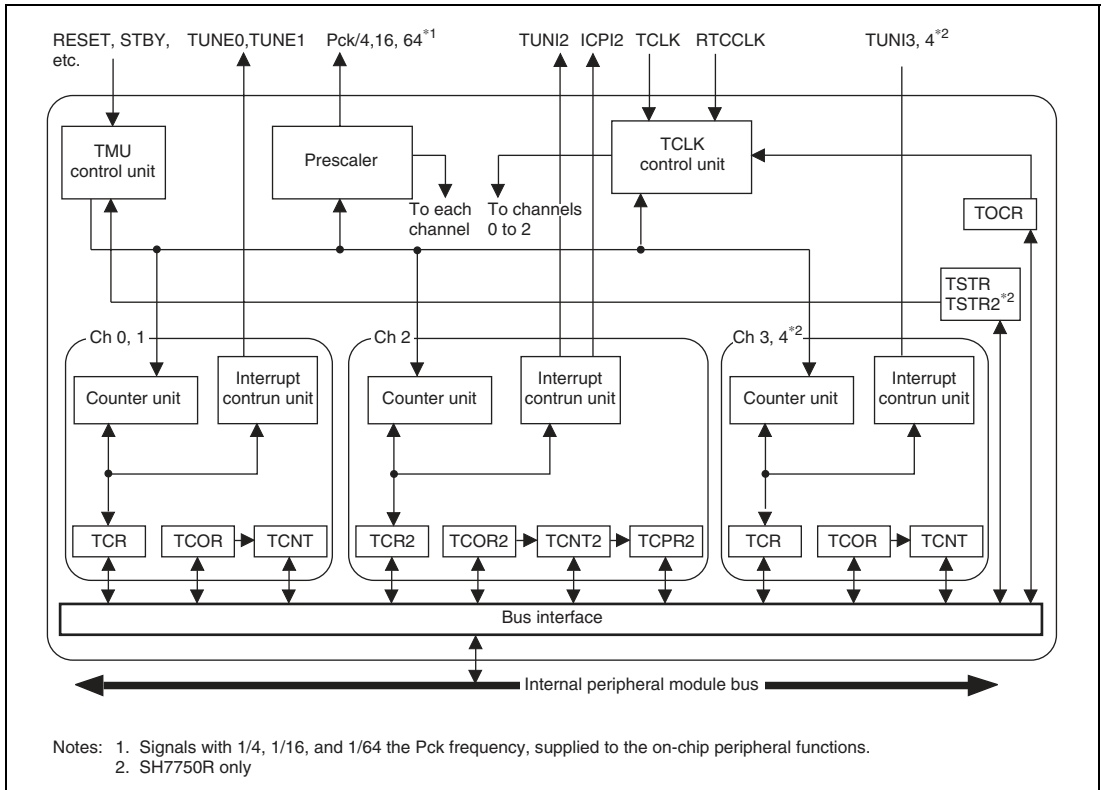 RESET, STBY,
etc.
TUNE0,TUNE1
Pck/4,16, 64*1
TUNI2
ICPI2
TCLK
RTCCLK
TUNI3, 4*2
TMU
control unit
Prescaler
TCLK
control unit
To each
channel
To channels
0 to 2
TOCR
TSTR
TSTR2*2
Ch 0, 1
Counter unit
Interrupt
contrun unit
TCR
TCOR
TCNT
Ch 2
Counter unit
Interrupt
contrun unit
TCR2
TCOR2
TCNT2
TCPR2
Ch 3, 4*2
Counter unit
Interrupt
contrun unit
TCR
TCOR
TCNT
Bus interface
Internal peripheral module bus
Notes: 1. Signals with 1/4, 1/16, and 1/64 the Pck frequency, supplied to the on-chip peripheral functions.
2. SH7750R only